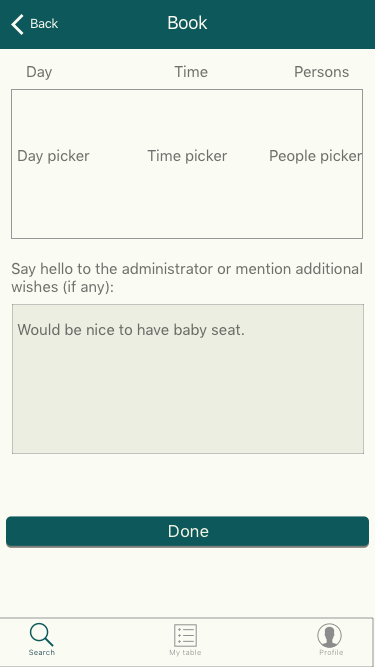 Back
Book
Day
Time
Persons
Day picker
Time picker
People picker
Say hello to the administrator or mention additional
wishes (if any):
Would be nice to have baby seat.
Done
Search
My table
Profile